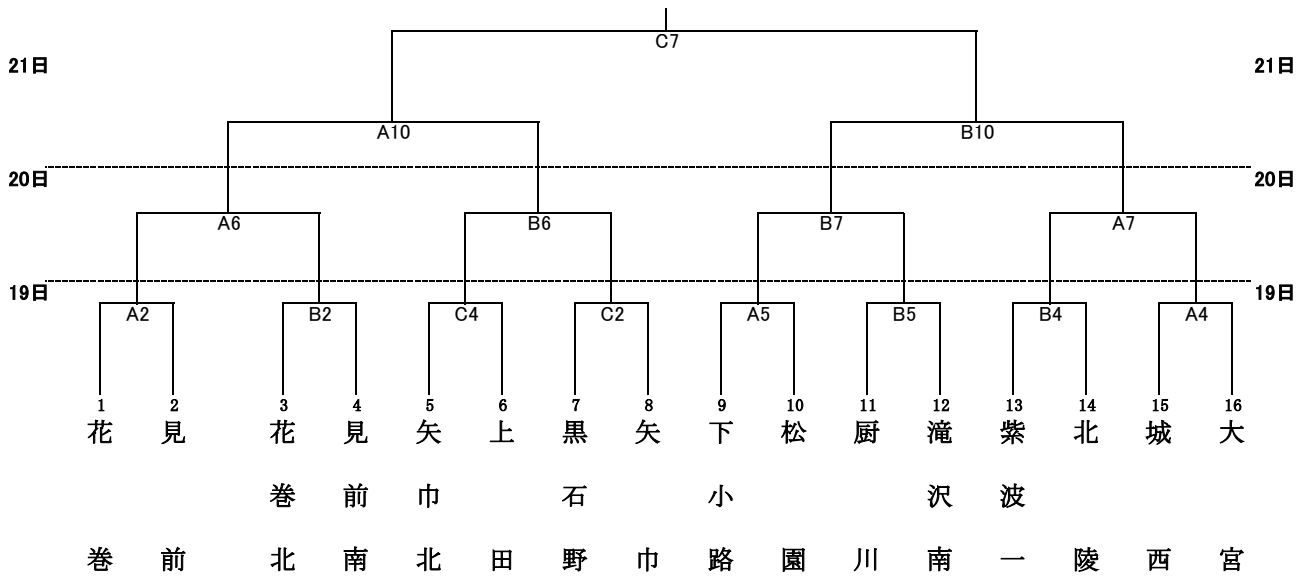 C7
21日 21日
A10 B10
20日 20日
A6 B6 B7 A7
19日 19日
A2 B2 C4 C2 A5 B5 B4 A4
1 2 3 4 5 6 7 8 9 10 11 12 13 14 15 16
花巻
見前
花巻北
見前南
矢巾北
上田
黒石野
矢巾
下小路
松園
厨川
滝沢南
紫波一
北陵
城西
大宮